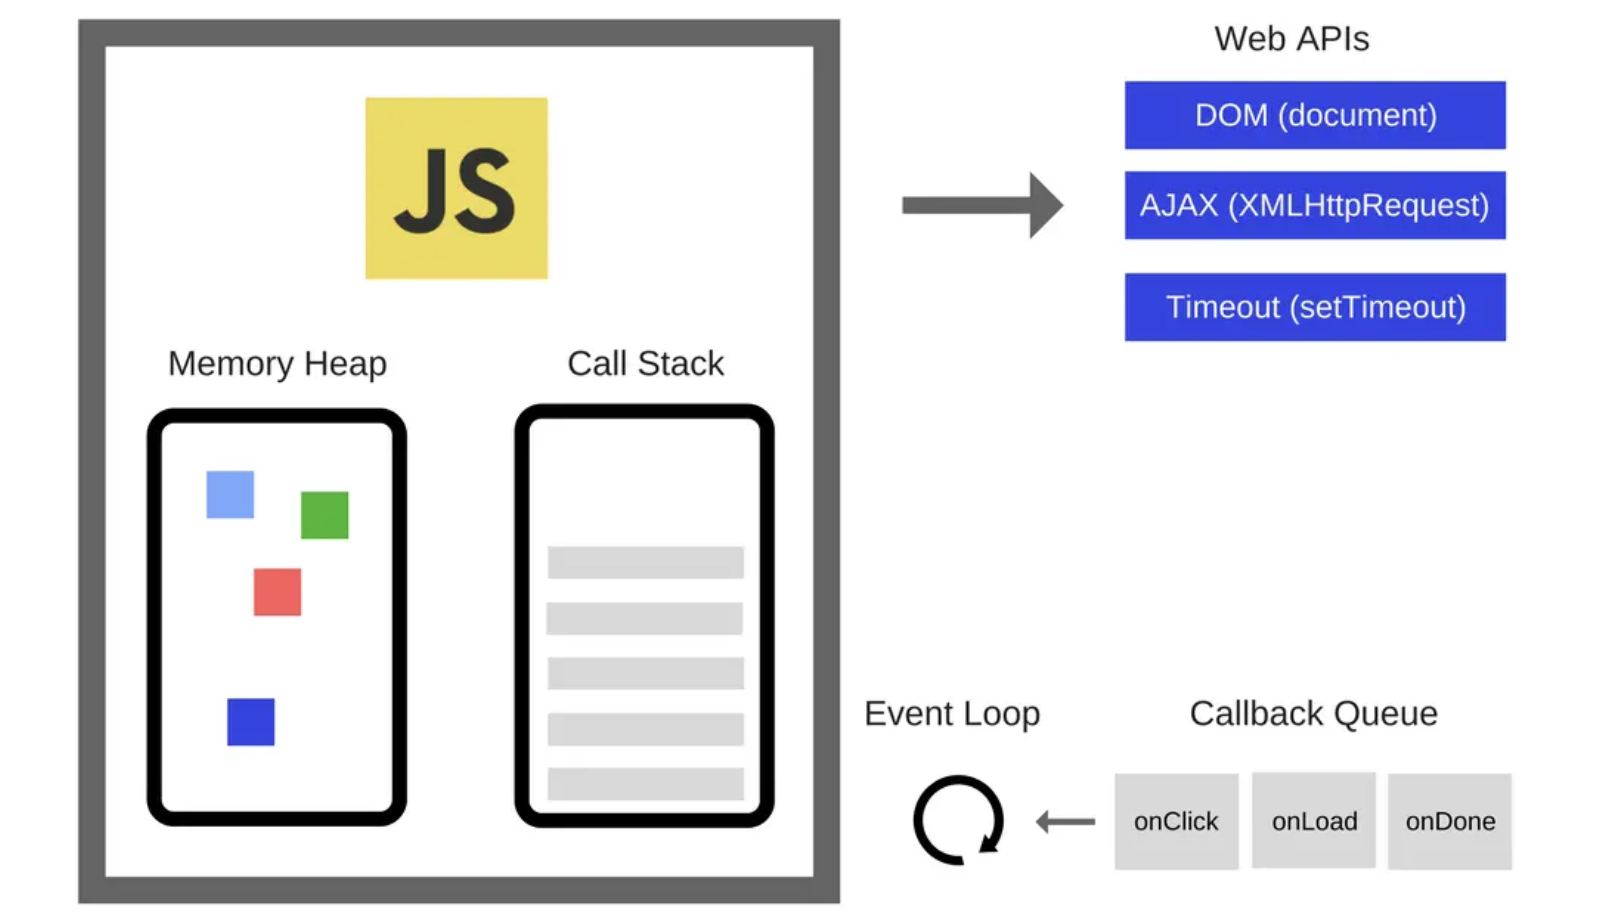 Web APIs
DOM (document)
JS
AJAX (XMLHttpRequest)
Timeout (setTimeout)
Memory Heap
Call Stack
Event Loop
Callback Queue
onClick
onLoad
onDone